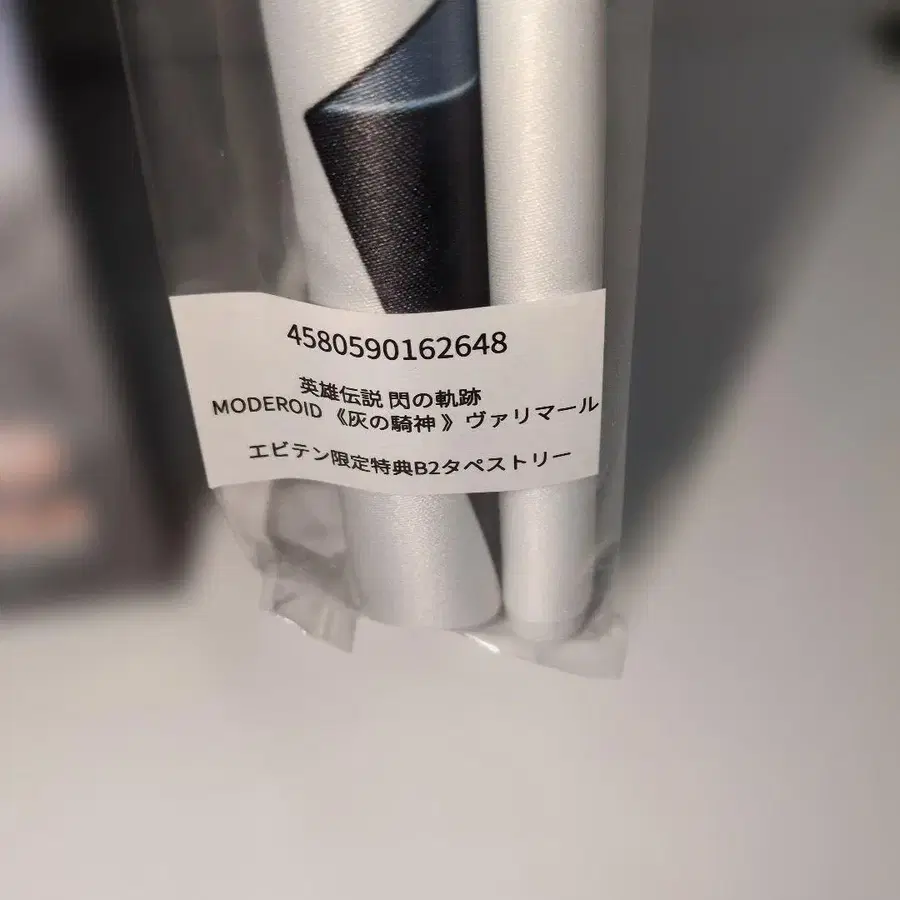 4580590162648
英雄伝説 閃の軌跡
MODEROID 《灰の騎神》 ヴァリマール
エビテン限定特典B2タペストリー